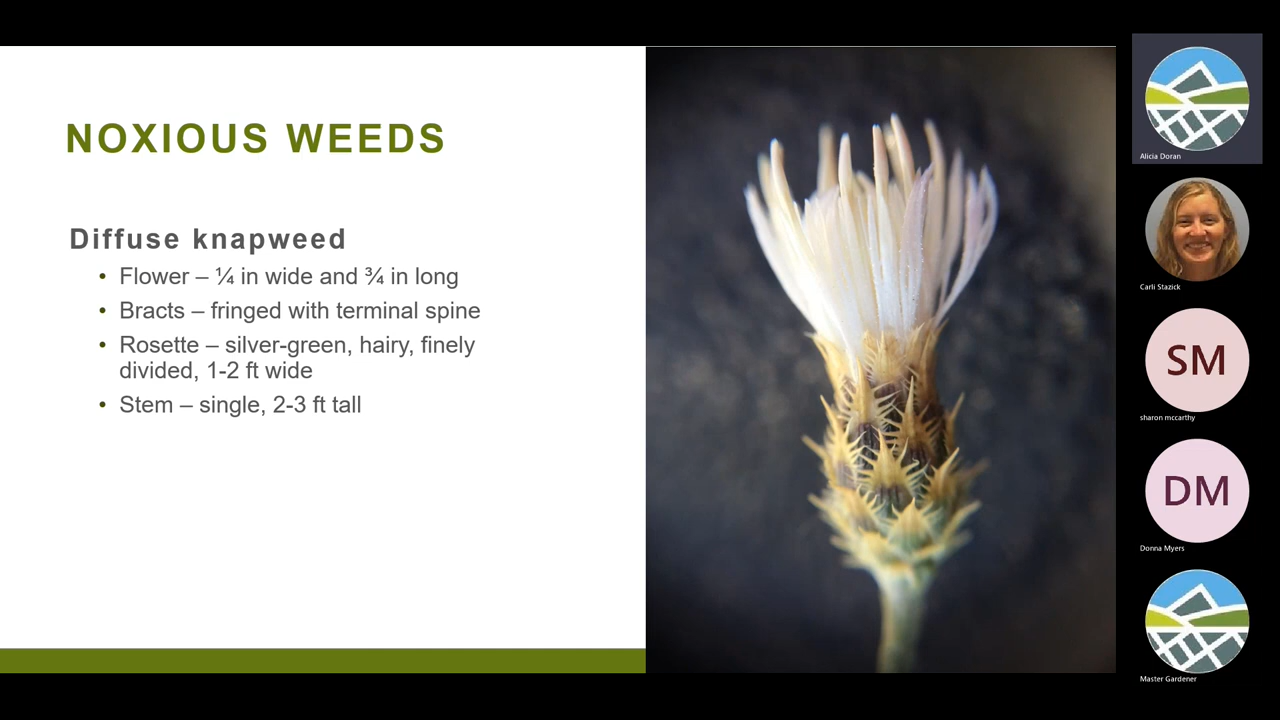 NOXIOUS WEEDS
Diffuse knapweed
• Flower – ¼ in wide and ¾ in long
• Bracts – fringed with terminal spine
• Rosette – silver-green, hairy, finely
divided, 1-2 ft wide
• Stem – single, 2-3 ft tall
Alicia Doran
Carli Stazick
SM
sharon mccarthy
DM
Donna Myers
Master Gardener